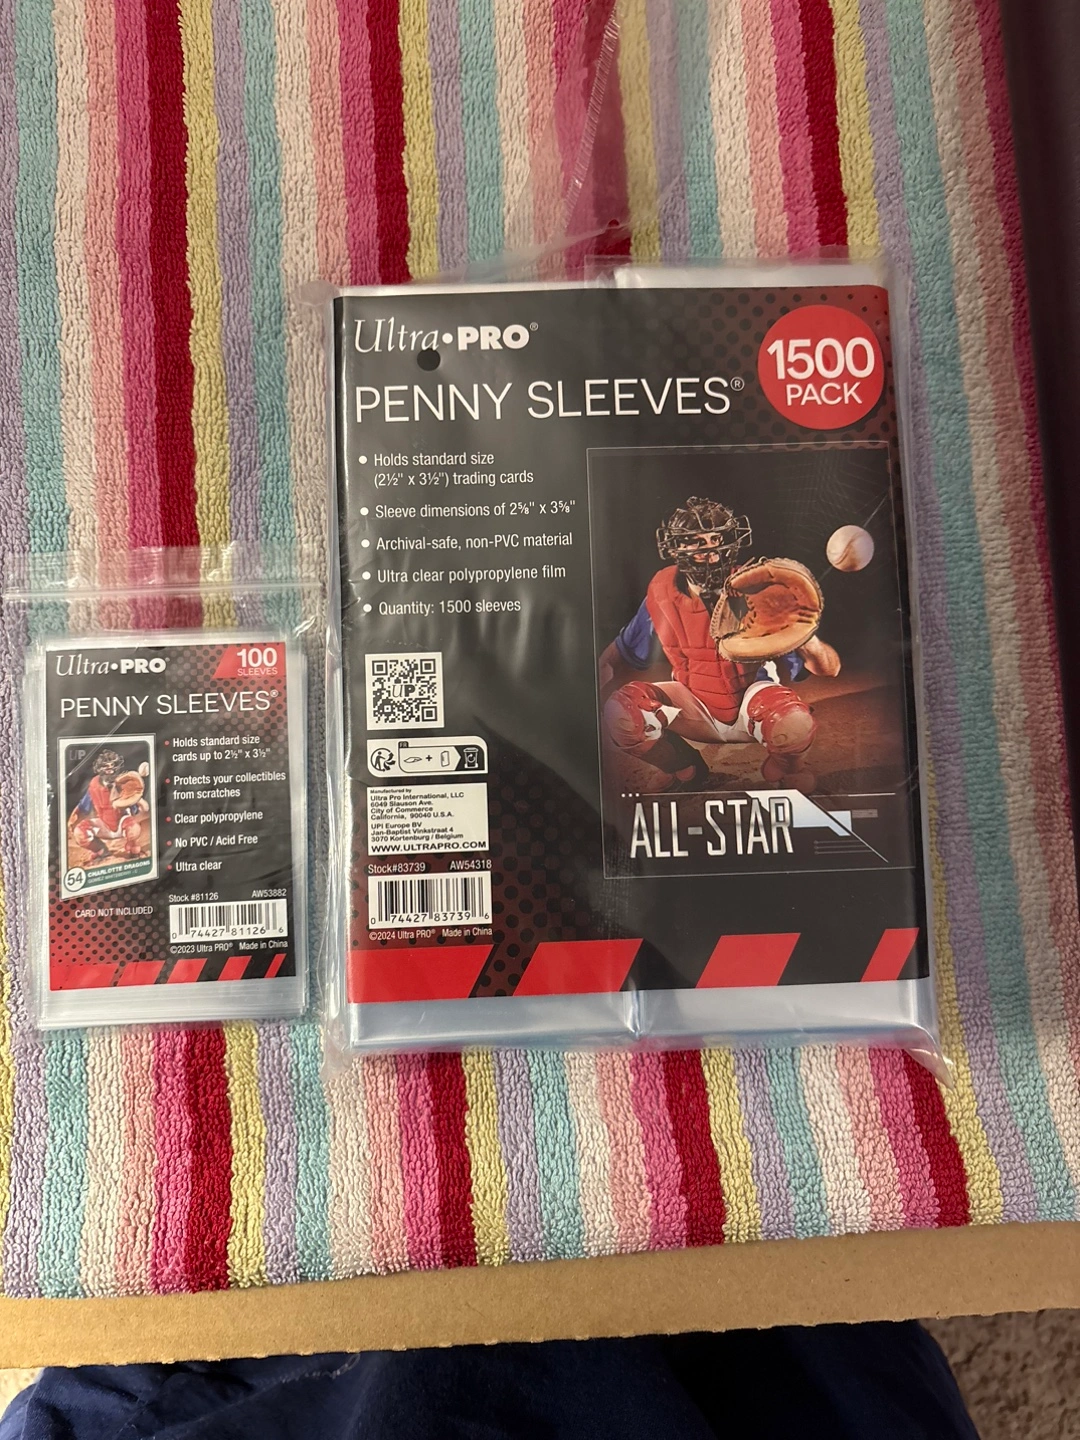 Ultra•PRO®
100
SLEEVES
PENNY SLEEVES®
• Holds standard size
cards up to 2½" x 3½"
• Protects your collectibles
from scratches
• Clear polypropylene
• No PVC / Acid Free
• Ultra clear
UP
54
CHARLOTTE DRAGONS
CARD NOT INCLUDED
Stock #81126 AW53882
0 74427 81126 6
©2023 Ultra PRO® Made in China
Ultra•PRO®
1500
PACK
PENNY SLEEVES®
• Holds standard size
(2½" x 3½") trading cards
• Sleeve dimensions of 2⅝" x 3⅝"
• Archival-safe, non-PVC material
• Ultra clear polypropylene film
• Quantity: 1500 sleeves
UP
FR
Manufactured by
Ultra Pro International, LLC
6049 Slauson Ave.
City of Commerce
California, 90040 U.S.A.
UPI Europe BV
Jan-Baptist Vinkstraat 4
3070 Kortenburg / Belgium
WWW.ULTRAPRO.COM
Stock#83739 AW54318
0 74427 83739 6
©2024 Ultra PRO® Made in China
ALL-STAR